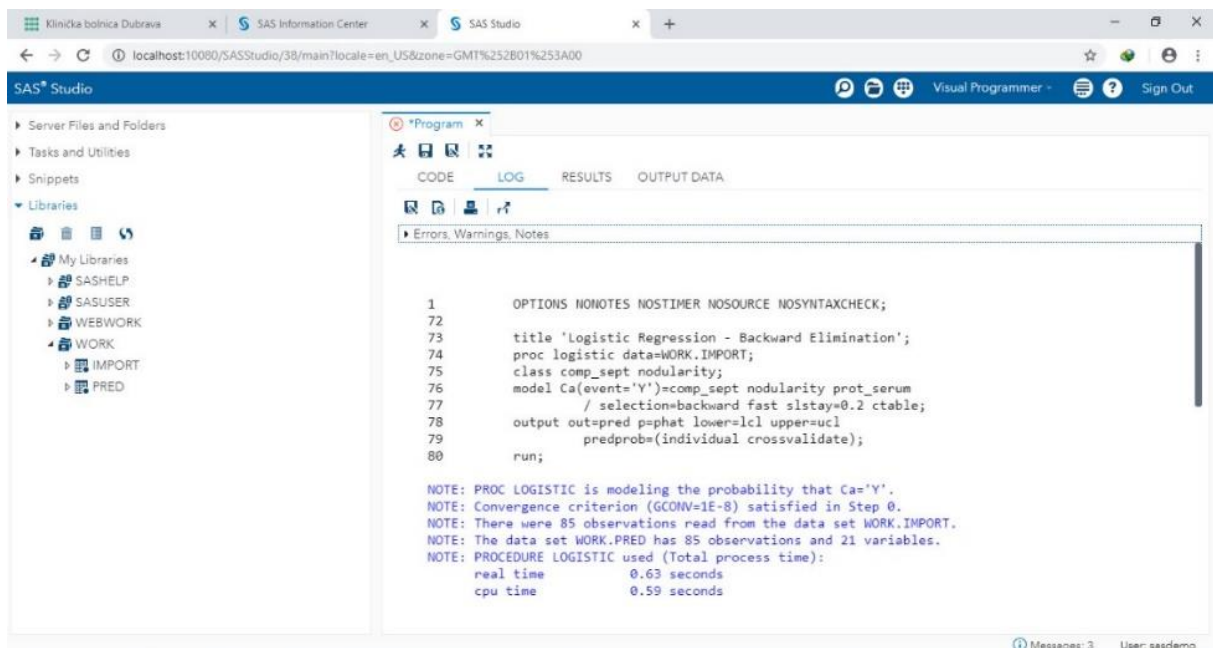 Klinička bolnica Dubrava
SAS Information Center
SAS Studio
localhost:10080/SASStudio/38/main?locale=en_US&zone=GMT%252B01%253A00
SAS® Studio
Visual Programmer
Sign Out
Server Files and Folders
Tasks and Utilities
Snippets
Libraries
My Libraries
SASHELP
SASUSER
WEBWORK
WORK
IMPORT
PRED
*Program
CODE LOG RESULTS OUTPUT DATA
Errors, Warnings, Notes
1 OPTIONS NONOTES NOSTIMER NOSOURCE NOSYNTAXCHECK;
72
73 title 'Logistic Regression - Backward Elimination';
74 proc logistic data=WORK.IMPORT;
75 class comp_sept nodularity;
76 model Ca(event='Y')=comp_sept nodularity prot_serum
77 / selection=backward fast slstay=0.2 ctable;
78 output out=pred p=phat lower=lcl upper=ucl
79 predprob=(individual crossvalidate);
80 run;
NOTE: PROC LOGISTIC is modeling the probability that Ca='Y'.
NOTE: Convergence criterion (GCONV=1E-8) satisfied in Step 0.
NOTE: There were 85 observations read from the data set WORK.IMPORT.
NOTE: The data set WORK.PRED has 85 observations and 21 variables.
NOTE: PROCEDURE LOGISTIC used (Total process time):
real time 0.63 seconds
cpu time 0.59 seconds
Messages: 3 User: sasdemo